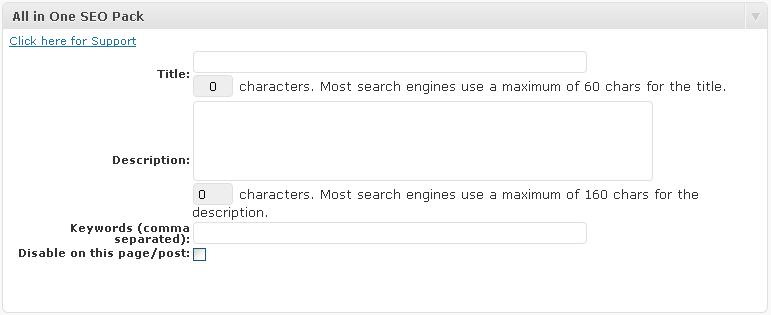 All in One SEO Pack
Click here for Support
Title:
0 characters. Most search engines use a maximum of 60 chars for the title.
Description:
0 characters. Most search engines use a maximum of 160 chars for the
description.
Keywords (comma
separated):
Disable on this page/post: